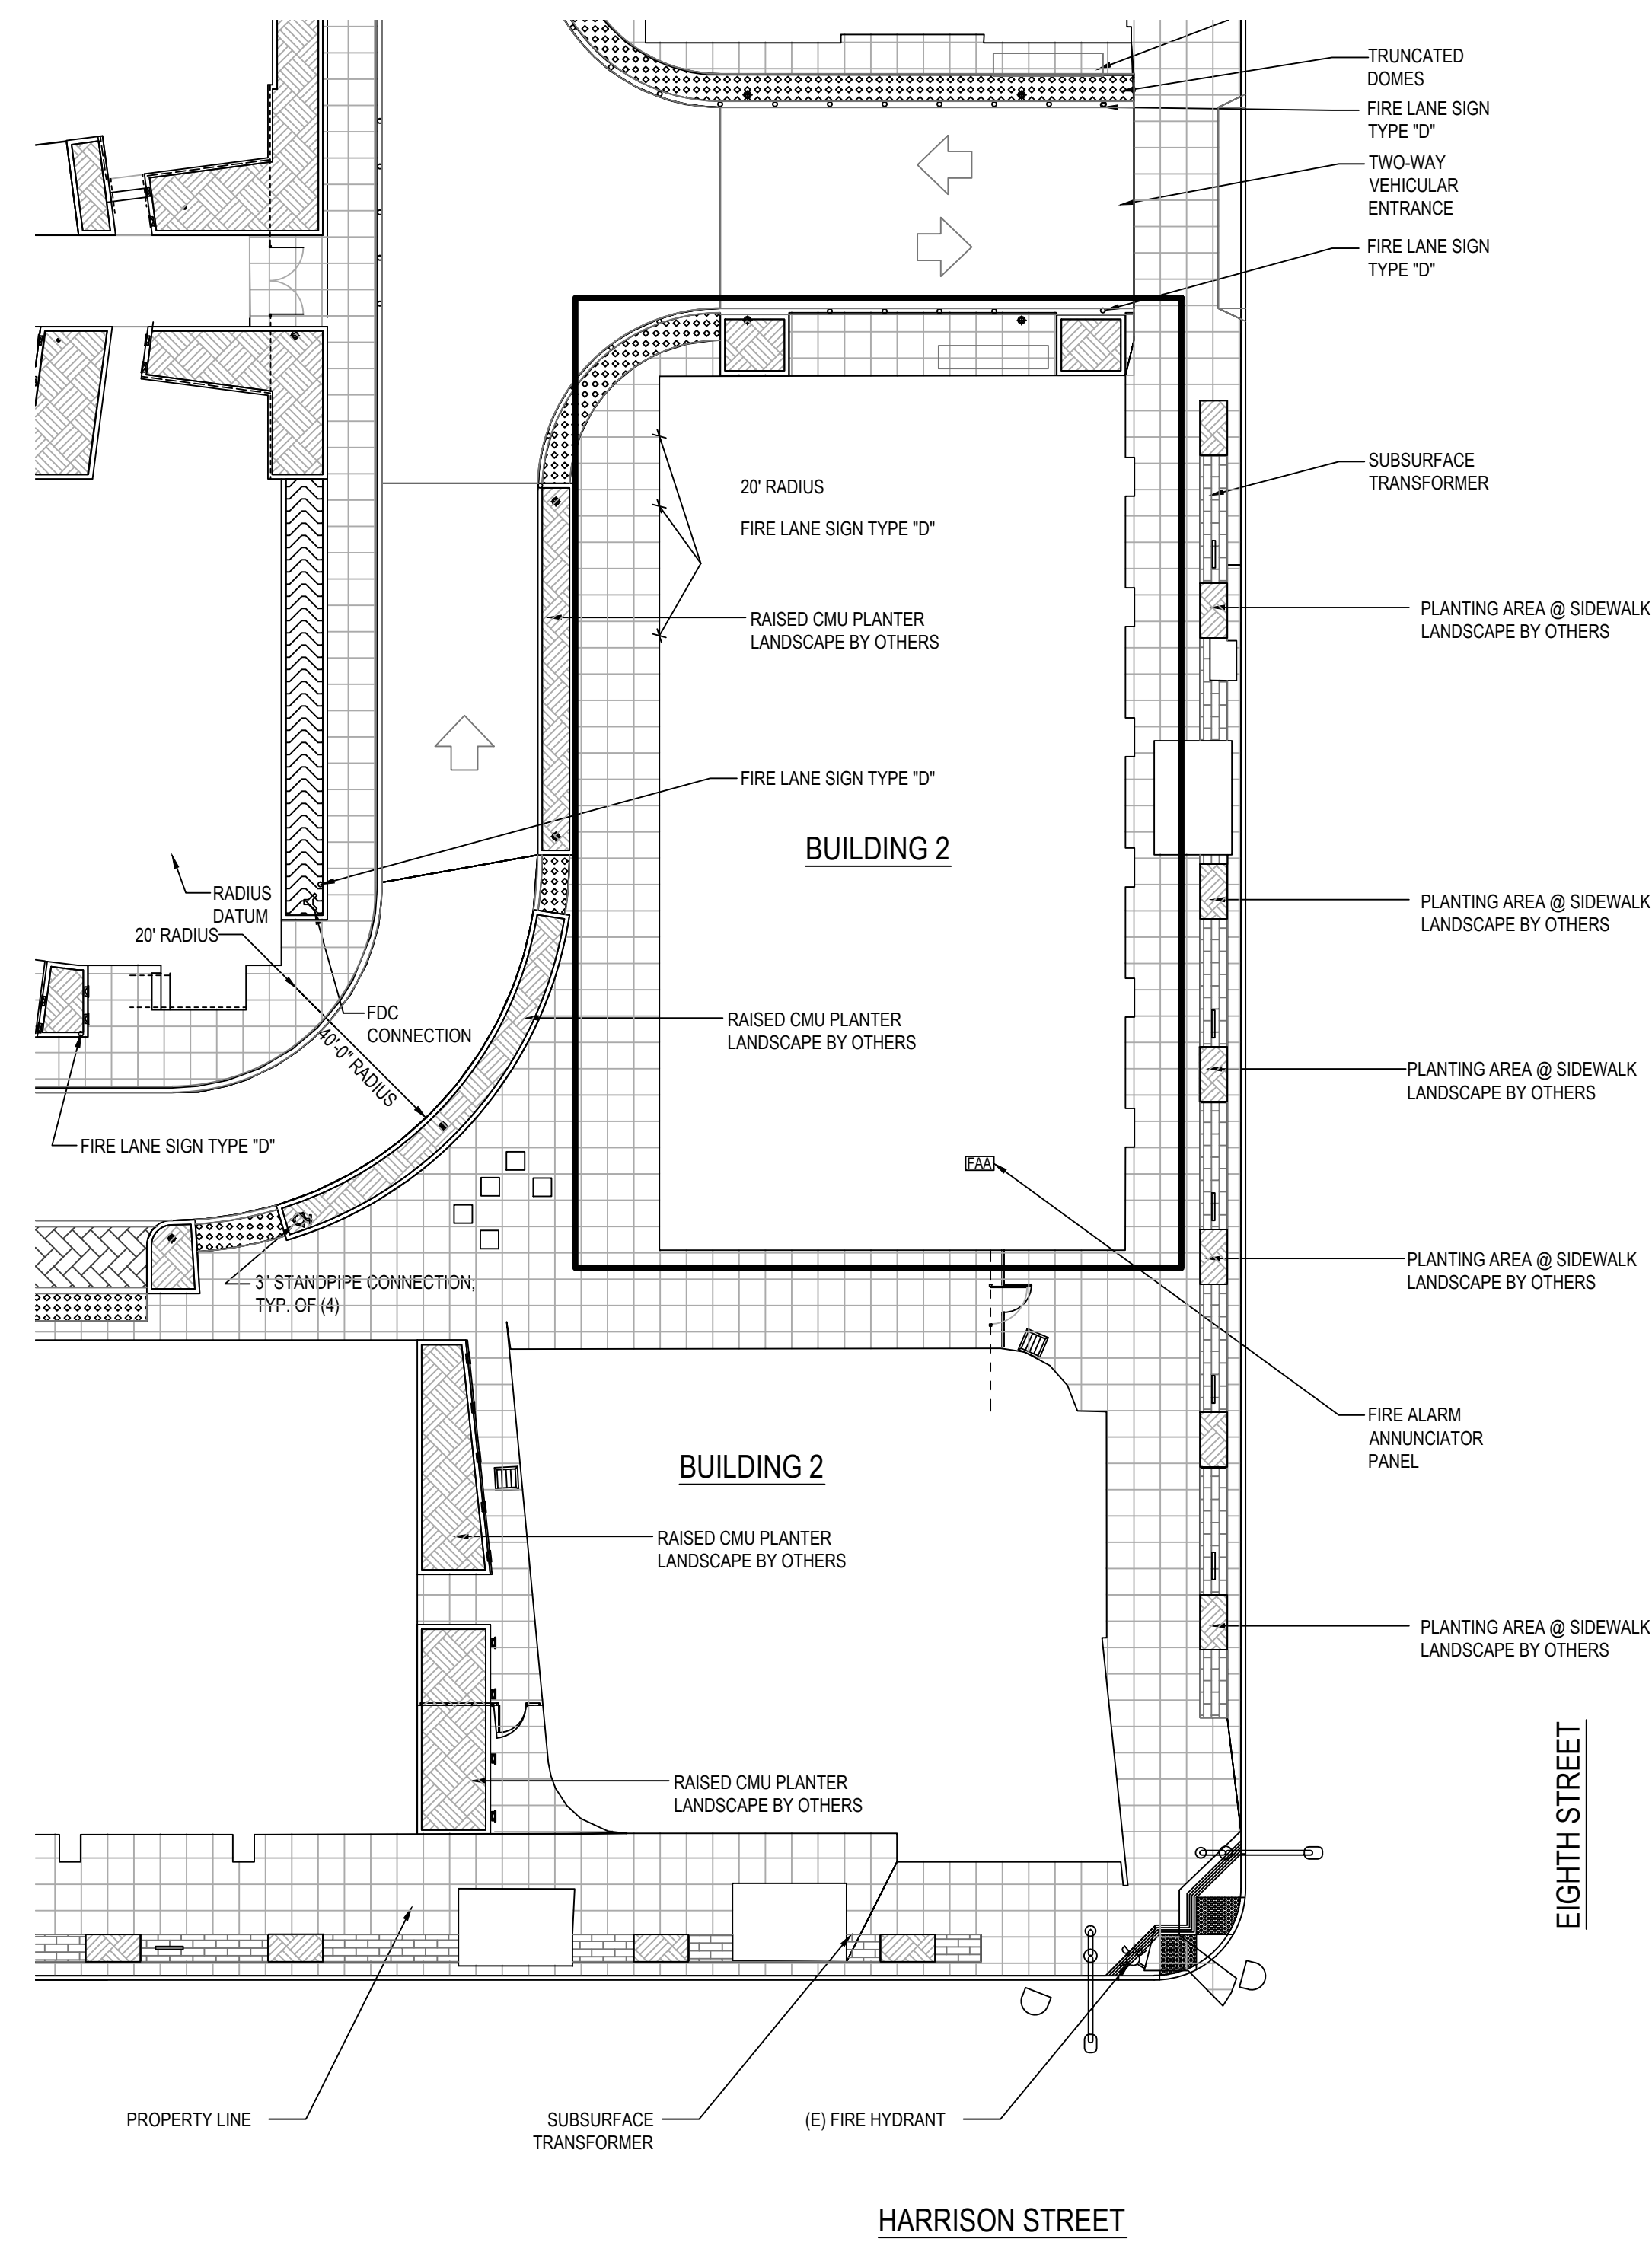 TRUNCATED
DOMES
FIRE LANE SIGN
TYPE "D"
TWO-WAY
VEHICULAR
ENTRANCE
FIRE LANE SIGN
TYPE "D"
SUBSURFACE
TRANSFORMER
20' RADIUS
FIRE LANE SIGN TYPE "D"
RAISED CMU PLANTER
LANDSCAPE BY OTHERS
PLANTING AREA @ SIDEWALK
LANDSCAPE BY OTHERS
FIRE LANE SIGN TYPE "D"
BUILDING 2
RADIUS
DATUM
20' RADIUS
PLANTING AREA @ SIDEWALK
LANDSCAPE BY OTHERS
FDC
CONNECTION
40'-0" RADIUS
RAISED CMU PLANTER
LANDSCAPE BY OTHERS
PLANTING AREA @ SIDEWALK
LANDSCAPE BY OTHERS
FIRE LANE SIGN TYPE "D"
FAA
PLANTING AREA @ SIDEWALK
LANDSCAPE BY OTHERS
3" STANDPIPE CONNECTION;
TYP. OF (4)
FIRE ALARM
ANNUNCIATOR
PANEL
BUILDING 2
RAISED CMU PLANTER
LANDSCAPE BY OTHERS
PLANTING AREA @ SIDEWALK
LANDSCAPE BY OTHERS
RAISED CMU PLANTER
LANDSCAPE BY OTHERS
EIGHTH STREET
PROPERTY LINE
SUBSURFACE
TRANSFORMER
(E) FIRE HYDRANT
HARRISON STREET